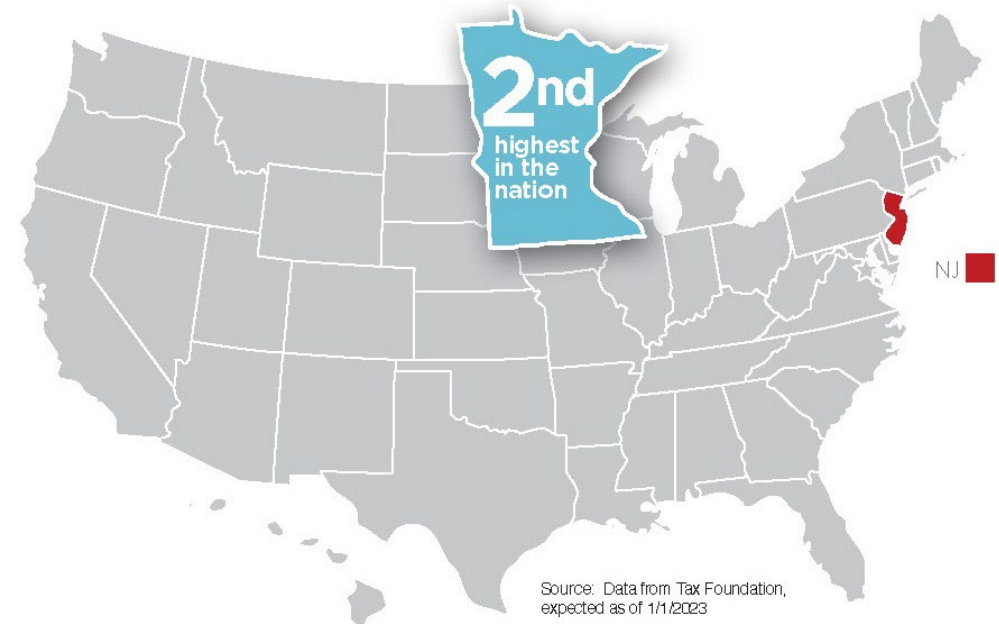 2nd
highest
in the
nation
NJ
Source: Data from Tax Foundation,
expected as of 1/1/2023